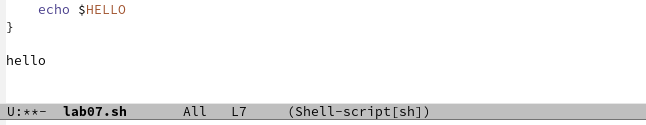 echo $HELLO
}
hello
U:**-  lab07.sh       All   L7     (Shell-script[sh])